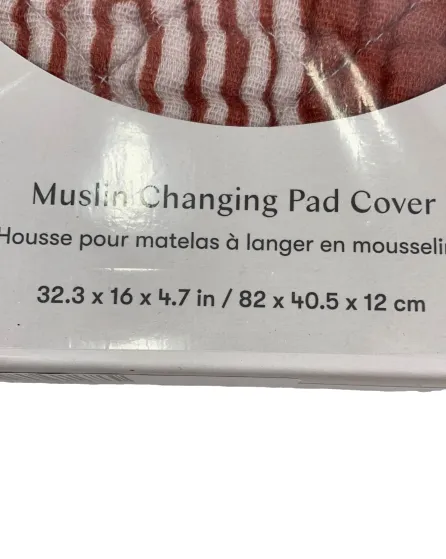 Muslin Changing Pad Cover
Housse pour matelas à langer en
32.3 x 16 x 4.7 in / 82 x 40.5 x 12 cm